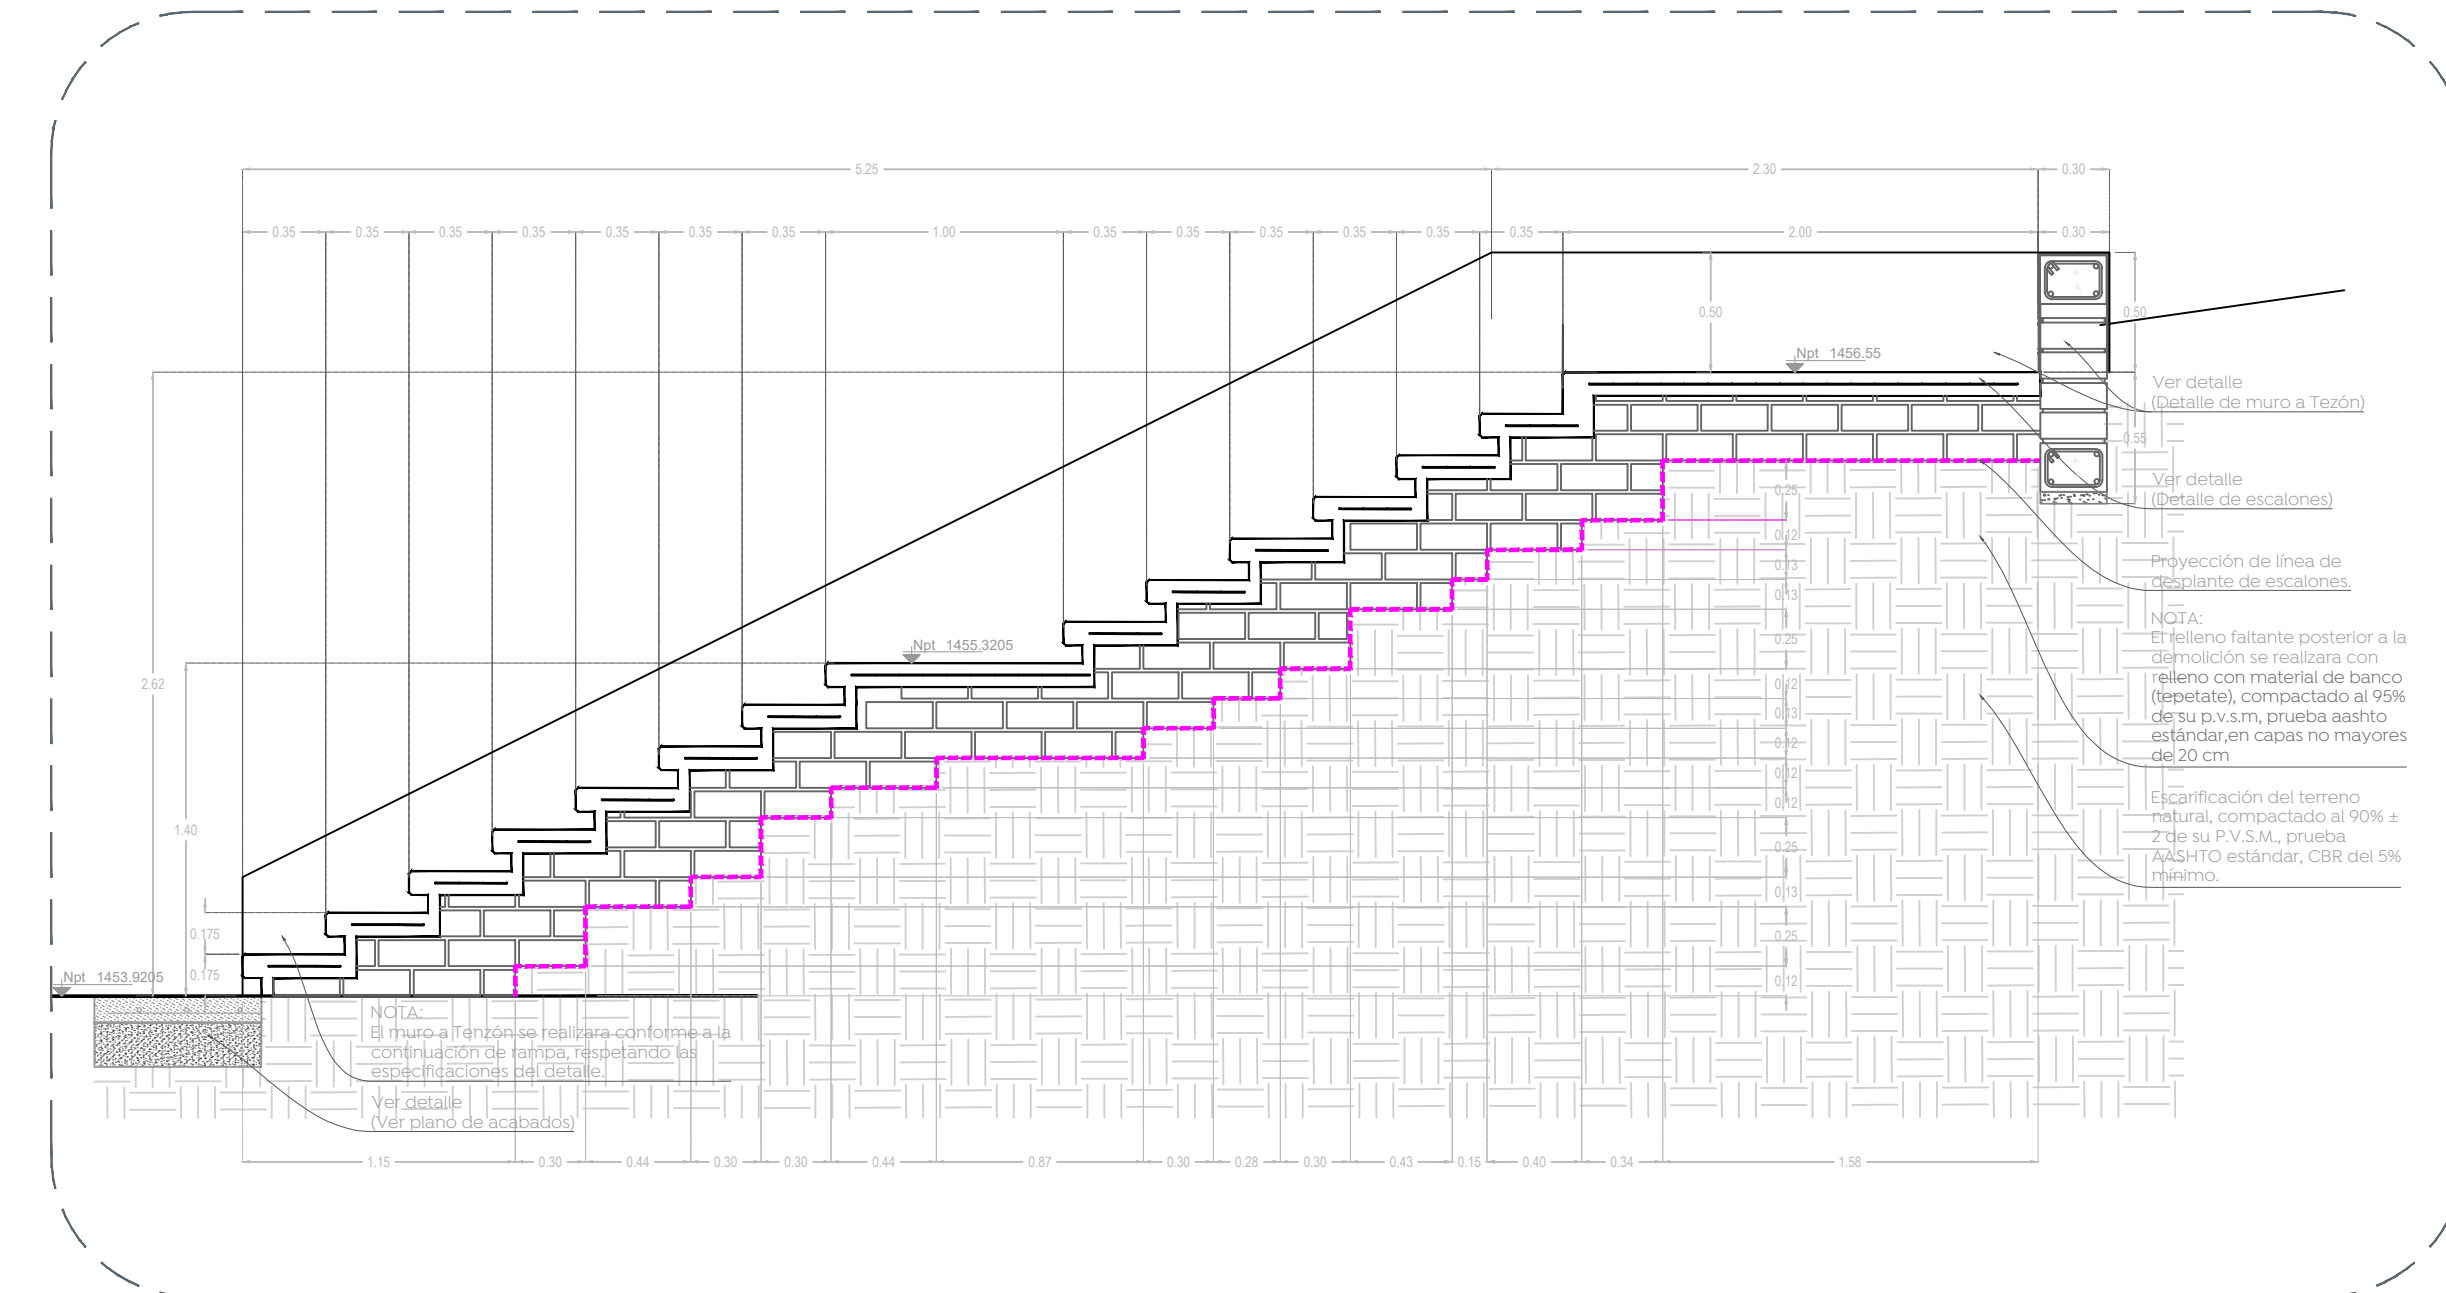 5.25
2.30
0.30
0.35
0.35
0.35
0.35
0.35
0.35
0.35
1.00
0.35
0.35
0.35
0.35
0.35
0.35
2.00
0.30
0.50
0.50
Npt 1456.55
Ver detalle
(Detalle de muro a Tezón)
0.55
Ver detalle
(Detalle de escalones)
Proyección de línea de
desplante de escalones.
NOTA:
El relleno faltante posterior a la
demolición se realizara con
relleno con material de banco
(tepetate), compactado al 95%
de su p.v.s.m, prueba aashto
estándar,en capas no mayores
de 20 cm
Escarificación del terreno
natural, compactado al 90% ±
2 de su P.V.S.M., prueba
AASHTO estándar, CBR del 5%
mínimo.
0.25
0.12
0.13
0.13
0.25
0.12
0.13
0.12
0.12
0.12
0.25
0.13
0.25
0.12
Npt 1455.3205
2.62
1.40
0.175
0.175
Npt 1453.9205
NOTA:
El muro a Tenzón se realizara conforme a la
continuación de rampa, respetando las
especificaciones del detalle.
Ver detalle
(Ver plano de acabados)
1.15
0.30
0.44
0.30
0.30
0.44
0.87
0.30
0.28
0.30
0.43
0.15
0.40
0.34
1.58